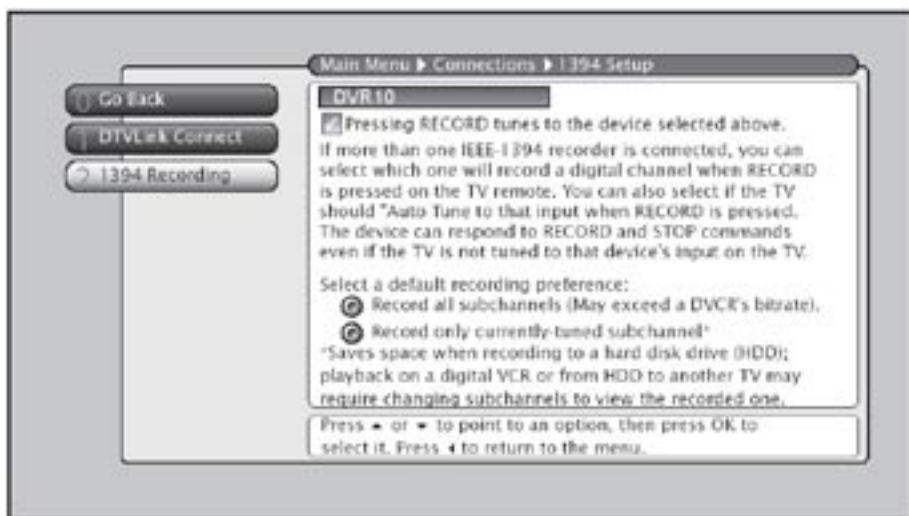 Main Menu ▶ Connections ▶ 1394 Setup
0 Go Back
1 DTVLink Connect
2 1394 Recording
DVR10
Pressing RECORD tunes to the device selected above.
If more than one IEEE-1394 recorder is connected, you can
select which one will record a digital channel when RECORD
is pressed on the TV remote. You can also select if the TV
should "Auto Tune to that input when RECORD is pressed.
The device can respond to RECORD and STOP commands
even if the TV is not tuned to that device's input on the TV.
Select a default recording preference:
Record all subchannels (May exceed a DVCR's bitrate).
Record only currently-tuned subchannel*
*Saves space when recording to a hard disk drive (HDD);
playback on a digital VCR or from HDD to another TV may
require changing subchannels to view the recorded one.
Press ▲ or ▼ to point to an option, then press OK to
select it. Press ◀ to return to the menu.